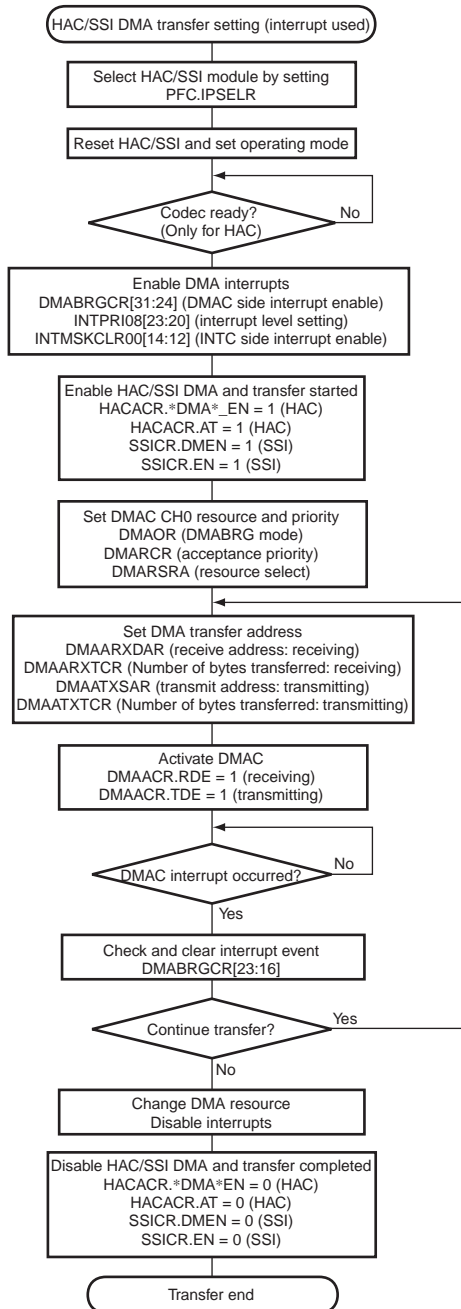 HAC/SSI DMA transfer setting (interrupt used)
Select HAC/SSI module by setting
PFC.IPSELR
Reset HAC/SSI and set operating mode
Codec ready?
(Only for HAC)
No
Enable DMA interrupts
DMABRGCR[31:24] (DMAC side interrupt enable)
INTPRI08[23:20] (interrupt level setting)
INTMSKCLR00[14:12] (INTC side interrupt enable)
Enable HAC/SSI DMA and transfer started
HACACR.*DMA*_EN = 1 (HAC)
HACACR.AT = 1 (HAC)
SSICR.DMEN = 1 (SSI)
SSICR.EN = 1 (SSI)
Set DMAC CH0 resource and priority
DMAOR (DMABRG mode)
DMARCR (acceptance priority)
DMARSRA (resource select)
Set DMA transfer address
DMAARXDAR (receive address: receiving)
DMAARXTCR (Number of bytes transferred: receiving)
DMAATXSAR (transmit address: transmitting)
DMAATXTCR (Number of bytes transferred: transmitting)
Activate DMAC
DMAACR.RDE = 1 (receiving)
DMAACR.TDE = 1 (transmitting)
DMAC interrupt occurred?
No
Yes
Check and clear interrupt event
DMABRGCR[23:16]
Continue transfer?
Yes
No
Change DMA resource
Disable interrupts
Disable HAC/SSI DMA and transfer completed
HACACR.*DMA*EN = 0 (HAC)
HACACR.AT = 0 (HAC)
SSICR.DMEN = 0 (SSI)
SSICR.EN = 0 (SSI)
Transfer end